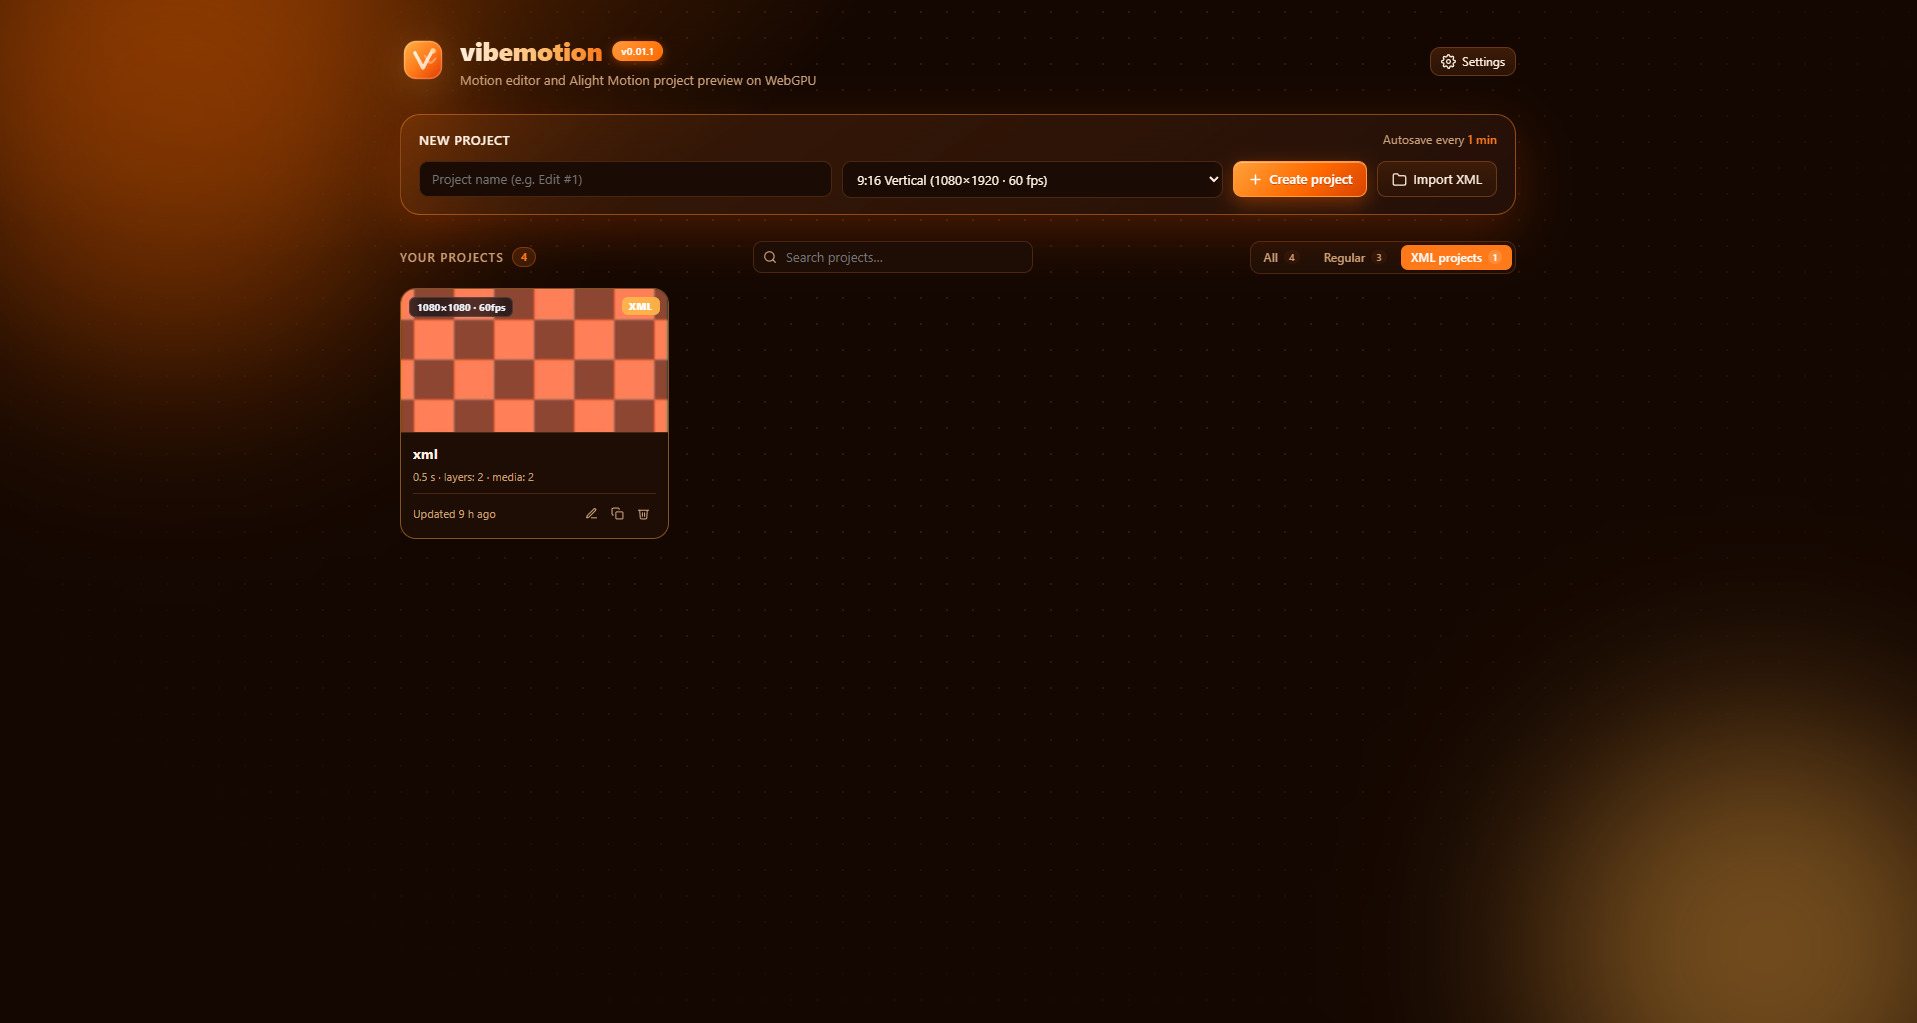 vibemotion v0.01.1
Motion editor and Alight Motion project preview on WebGPU
Settings
NEW PROJECT
Autosave every 1 min
Project name (e.g. Edit #1)
9:16 Vertical (1080×1920 · 60 fps)
Create project
Import XML
YOUR PROJECTS 4
Search projects...
All 4
Regular 3
XML projects 1
1080×1080 · 60fps
XML
xml
0.5 s · layers: 2 · media: 2
Updated 9 h ago